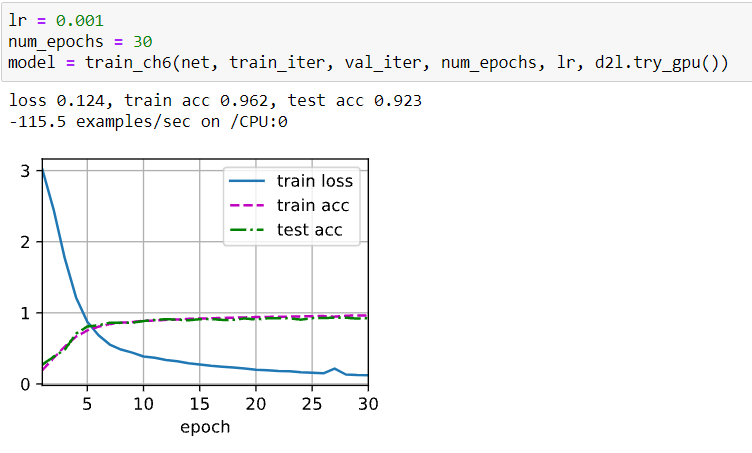 lr = 0.001
num_epochs = 30
model = train_ch6(net, train_iter, val_iter, num_epochs, lr, d2l.try_gpu())
loss 0.124, train acc 0.962, test acc 0.923
-115.5 examples/sec on /CPU:0
train loss
train acc
test acc
3
2
1
0
5 10 15 20 25 30
epoch